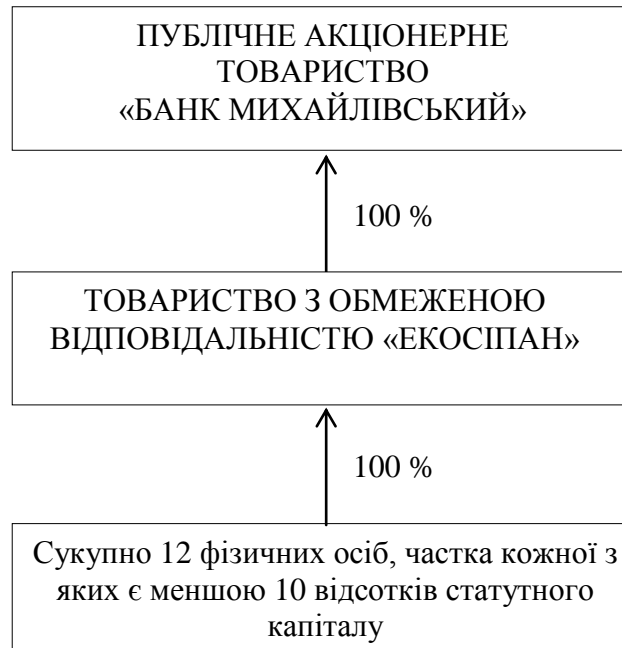 ПУБЛІЧНЕ АКЦІОНЕРНЕ
ТОВАРИСТВО
«БАНК МИХАЙЛІВСЬКИЙ»
100 %
ТОВАРИСТВО З ОБМЕЖЕНОЮ
ВІДПОВІДАЛЬНІСТЮ «ЕКОСІПАН»
100 %
Сукупно 12 фізичних осіб, частка кожної з
яких є меншою 10 відсотків статутного
капіталу